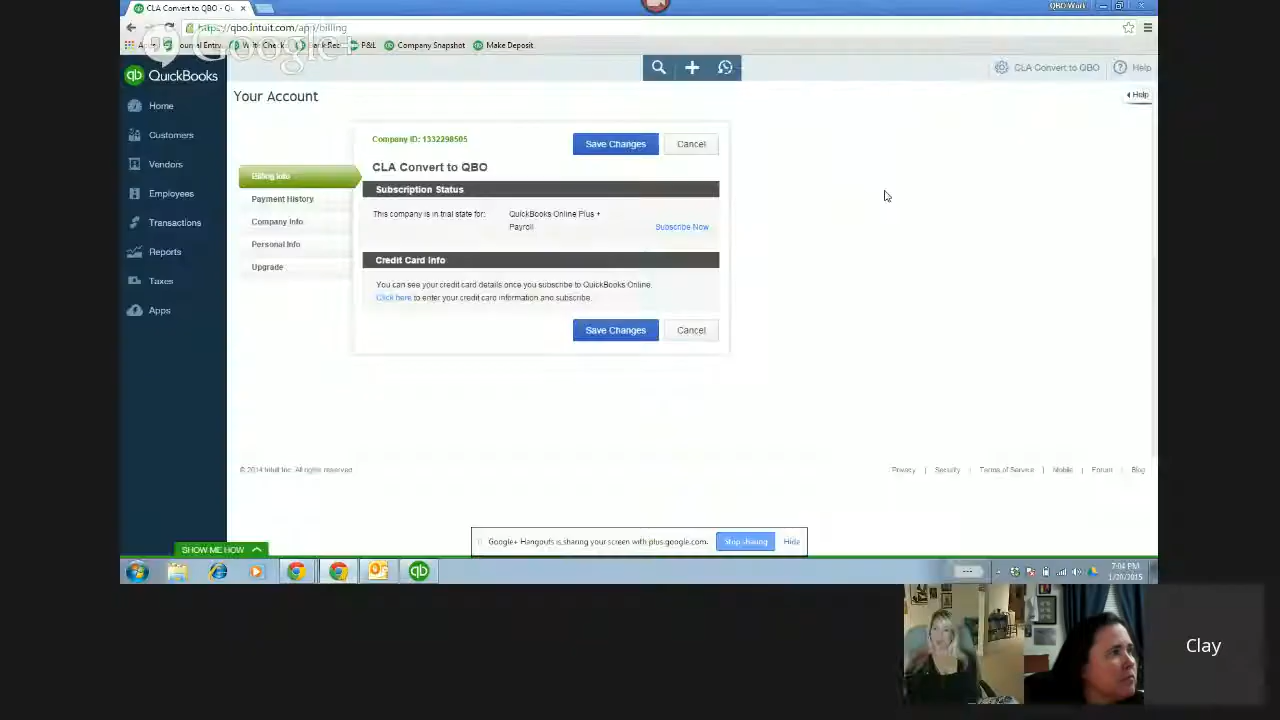 CLA Convert to QBO - Qu
QBO Work
https://qbo.intuit.com/app/billing
Google+
Journal Entry
Write Check
P&L
Company Snapshot
Make Deposit
QuickBooks
CLA Convert to QBO
Help
Your Account
Help
Home
Customers
Vendors
Employees
Transactions
Reports
Taxes
Apps
Billing Info
Payment History
Company Info
Personal Info
Upgrade
Company ID: 1332298505
Save Changes
Cancel
CLA Convert to QBO
Subscription Status
This company is in trial state for:
QuickBooks Online Plus +
Payroll
Subscribe Now
Credit Card Info
You can see your credit card details once you subscribe to QuickBooks Online.
Click here to enter your credit card information and subscribe.
Save Changes
Cancel
© 2014 Intuit Inc. All rights reserved
Privacy | Security | Terms of Service | Mobile | Forum | Blog
Google+ Hangouts is sharing your screen with plus.google.com.
Stop sharing
Hide
SHOW ME HOW
7:04 PM
1/20/2015
Clay